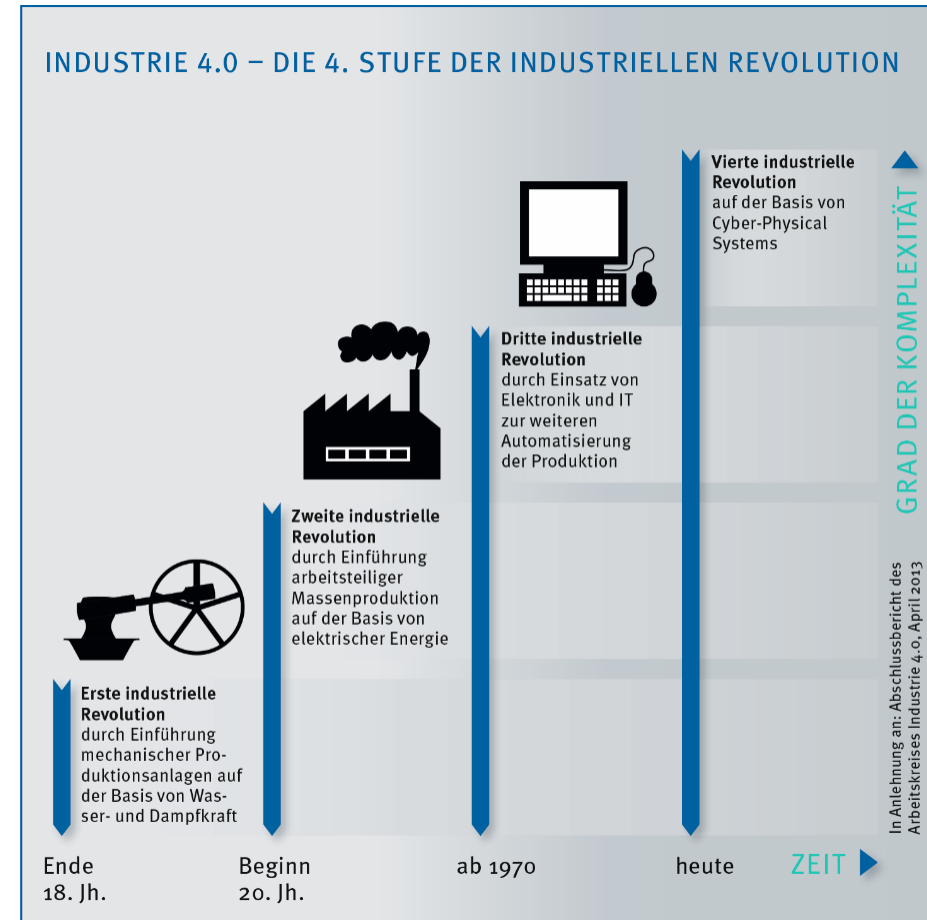 INDUSTRIE 4.0 – DIE 4. STUFE DER INDUSTRIELLEN REVOLUTION
Vierte industrielle
Revolution
auf der Basis von
Cyber-Physical
Systems
Dritte industrielle
Revolution
durch Einsatz von
Elektronik und IT
zur weiteren
Automatisierung
der Produktion
Zweite industrielle
Revolution
durch Einführung
arbeitsteiliger
Massenproduktion
auf der Basis von
elektrischer Energie
Erste industrielle
Revolution
durch Einführung
mechanischer Pro-
duktionsanlagen auf
der Basis von Was-
ser- und Dampfkraft
GRAD DER KOMPLEXITÄT
In Anlehnung an: Abschlussbericht des
Arbeitskreises Industrie 4.0, April 2013
Ende
18. Jh.
Beginn
20. Jh.
ab 1970
heute
ZEIT